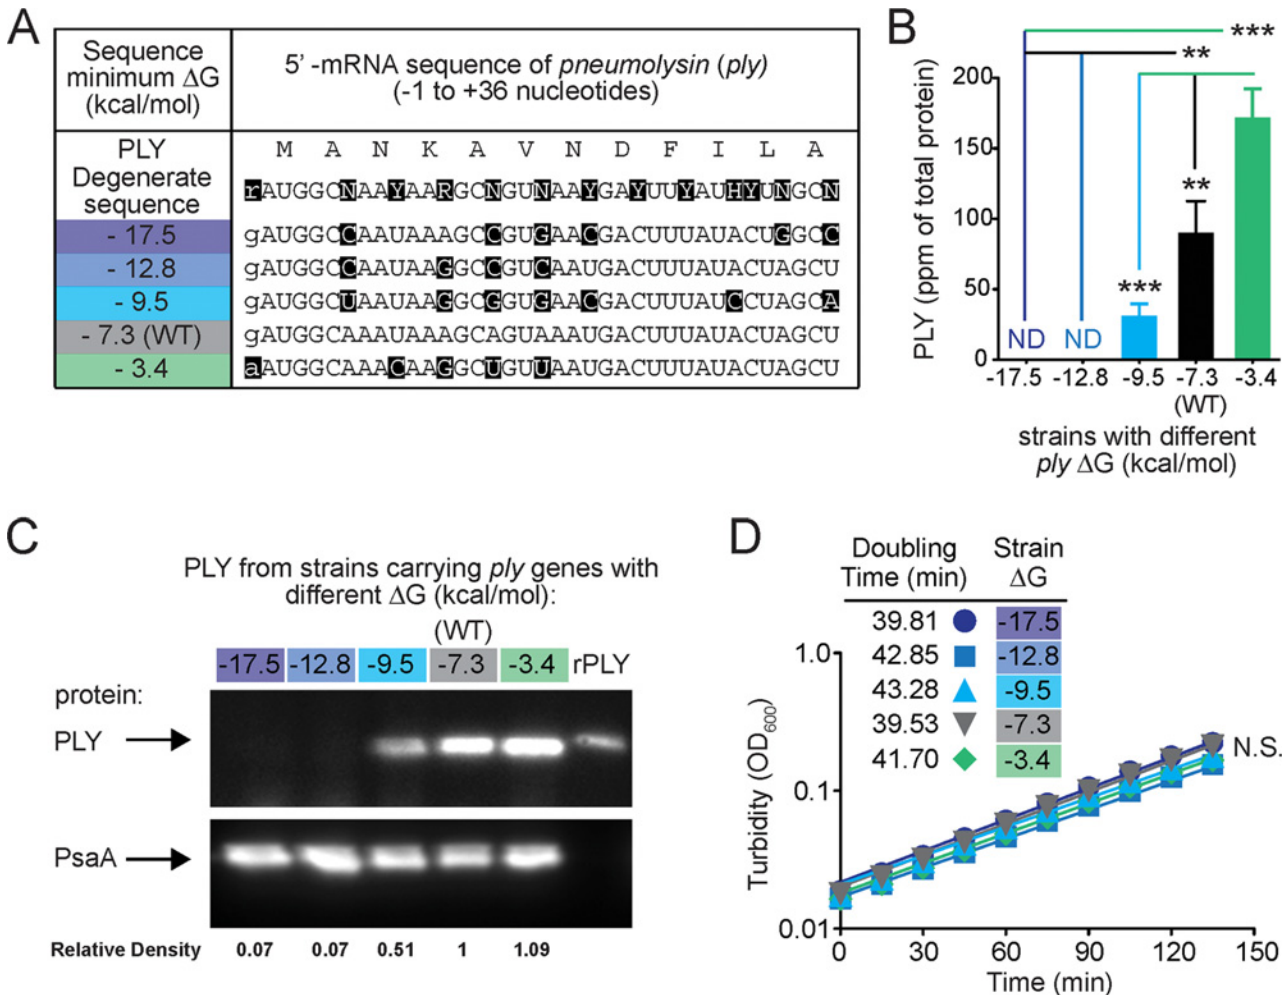 A
Sequence
minimum ΔG
(kcal/mol)
5' -mRNA sequence of pneumolysin (ply)
(-1 to +36 nucleotides)
PLY
Degenerate
sequence
M A N K A V N D F I L A
rAUGGCNAAYAARGCNGUNAAYGAYUUYAUHYUNGCN
- 17.5
gAUGGCCAAUAAAGCCGUGAACGACUUUAUACUGGCC
- 12.8
gAUGGCCAAUAAGGCCGUCAAUGACUUUAUACUAGCU
- 9.5
gAUGGCUAAUAAGGCGGUGAACGACUUUAUCCUAGCA
- 7.3 (WT)
gAUGGCAAAUAAAGCAGUAAAUGACUUUAUACUAGCU
- 3.4
aAUGGCAAACAAGGCUGUUAAUGACUUUAUACUAGCU
B
PLY (ppm of total protein)
200
150
100
50
0
***
**
**
***
ND
ND
-17.5 -12.8 -9.5 -7.3 -3.4
(WT)
strains with different
ply ΔG (kcal/mol)
C
PLY from strains carrying ply genes with
different ΔG (kcal/mol):
(WT)
-17.5 -12.8 -9.5 -7.3 -3.4 rPLY
protein:
PLY
PsaA
Relative Density 0.07 0.07 0.51 1 1.09
D
Doubling
Time (min)
Strain
ΔG
39.81 -17.5
42.85 -12.8
43.28 -9.5
39.53 -7.3
41.70 -3.4
Turbidity (OD600)
1.0
0.1
0.01
N.S.
0 30 60 90 120 150
Time (min)